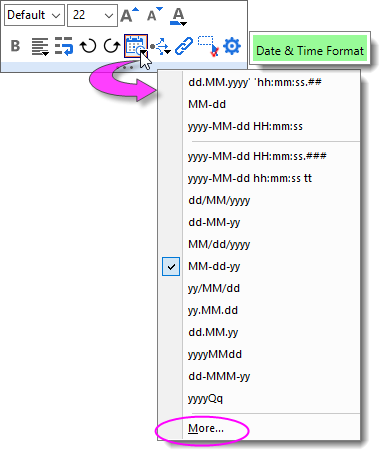 Default 22 A A A
B
Date & Time Format
dd.MM.yyyy' 'hh:mm:ss.##
MM-dd
yyyy-MM-dd HH:mm:ss
yyyy-MM-dd HH:mm:ss.###
yyyy-MM-dd hh:mm:ss tt
dd/MM/yyyy
dd-MM-yy
MM/dd/yyyy
MM-dd-yy
yy/MM/dd
yy.MM.dd
dd.MM.yy
yyyyMMdd
dd-MMM-yy
yyyyQq
More...